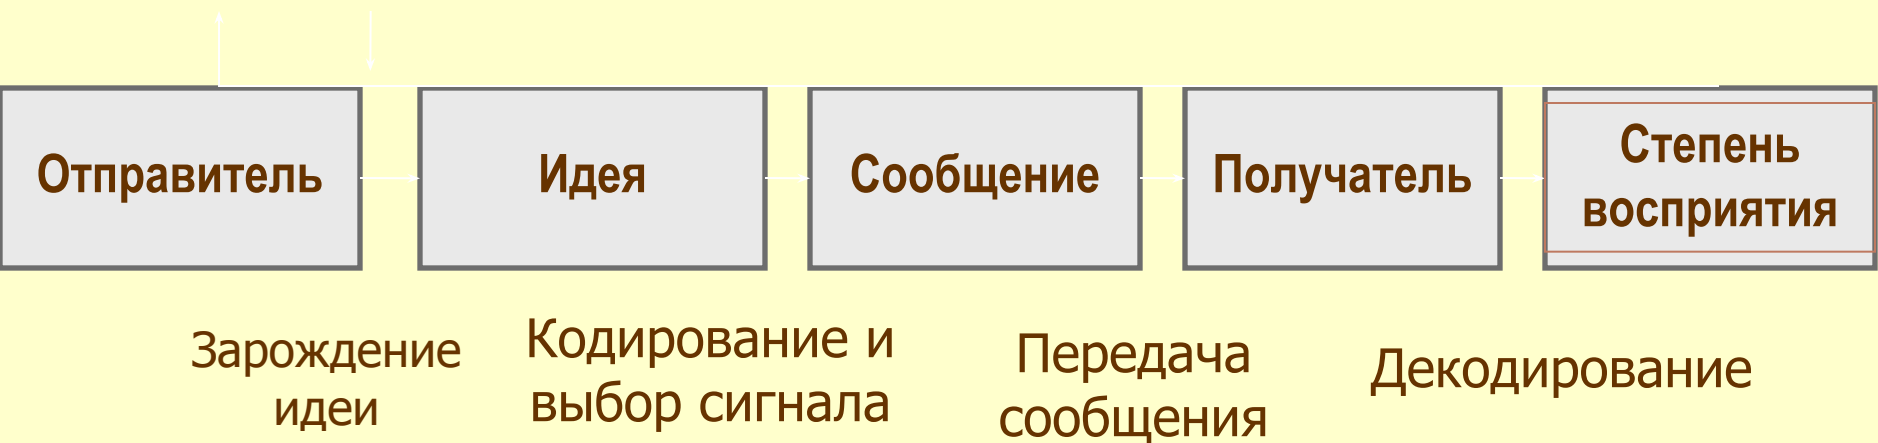 Отправитель
Идея
Сообщение
Получатель
Степень
восприятия
Зарождение
идеи
Кодирование и
выбор сигнала
Передача
сообщения
Декодирование